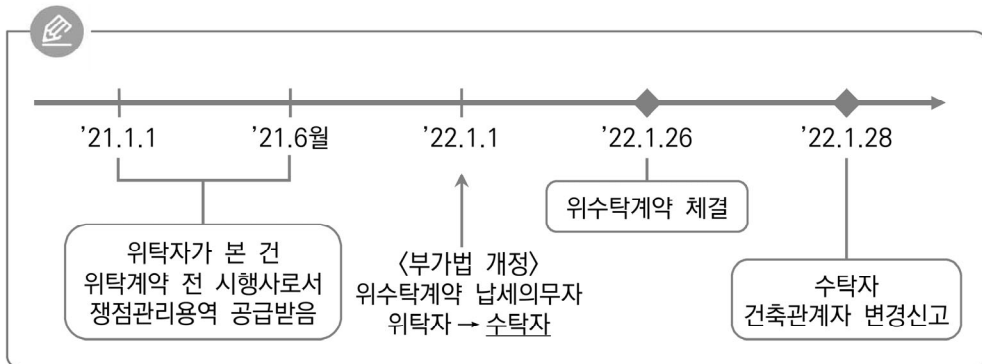 '21.1.1
'21.6월
'22.1.1
'22.1.26
'22.1.28
위탁자가 본 건
위탁계약 전 시행사로서
쟁점관리용역 공급받음
〈부가법 개정〉
위수탁계약 납세의무자
위탁자 → 수탁자
위수탁계약 체결
수탁자
건축관계자 변경신고